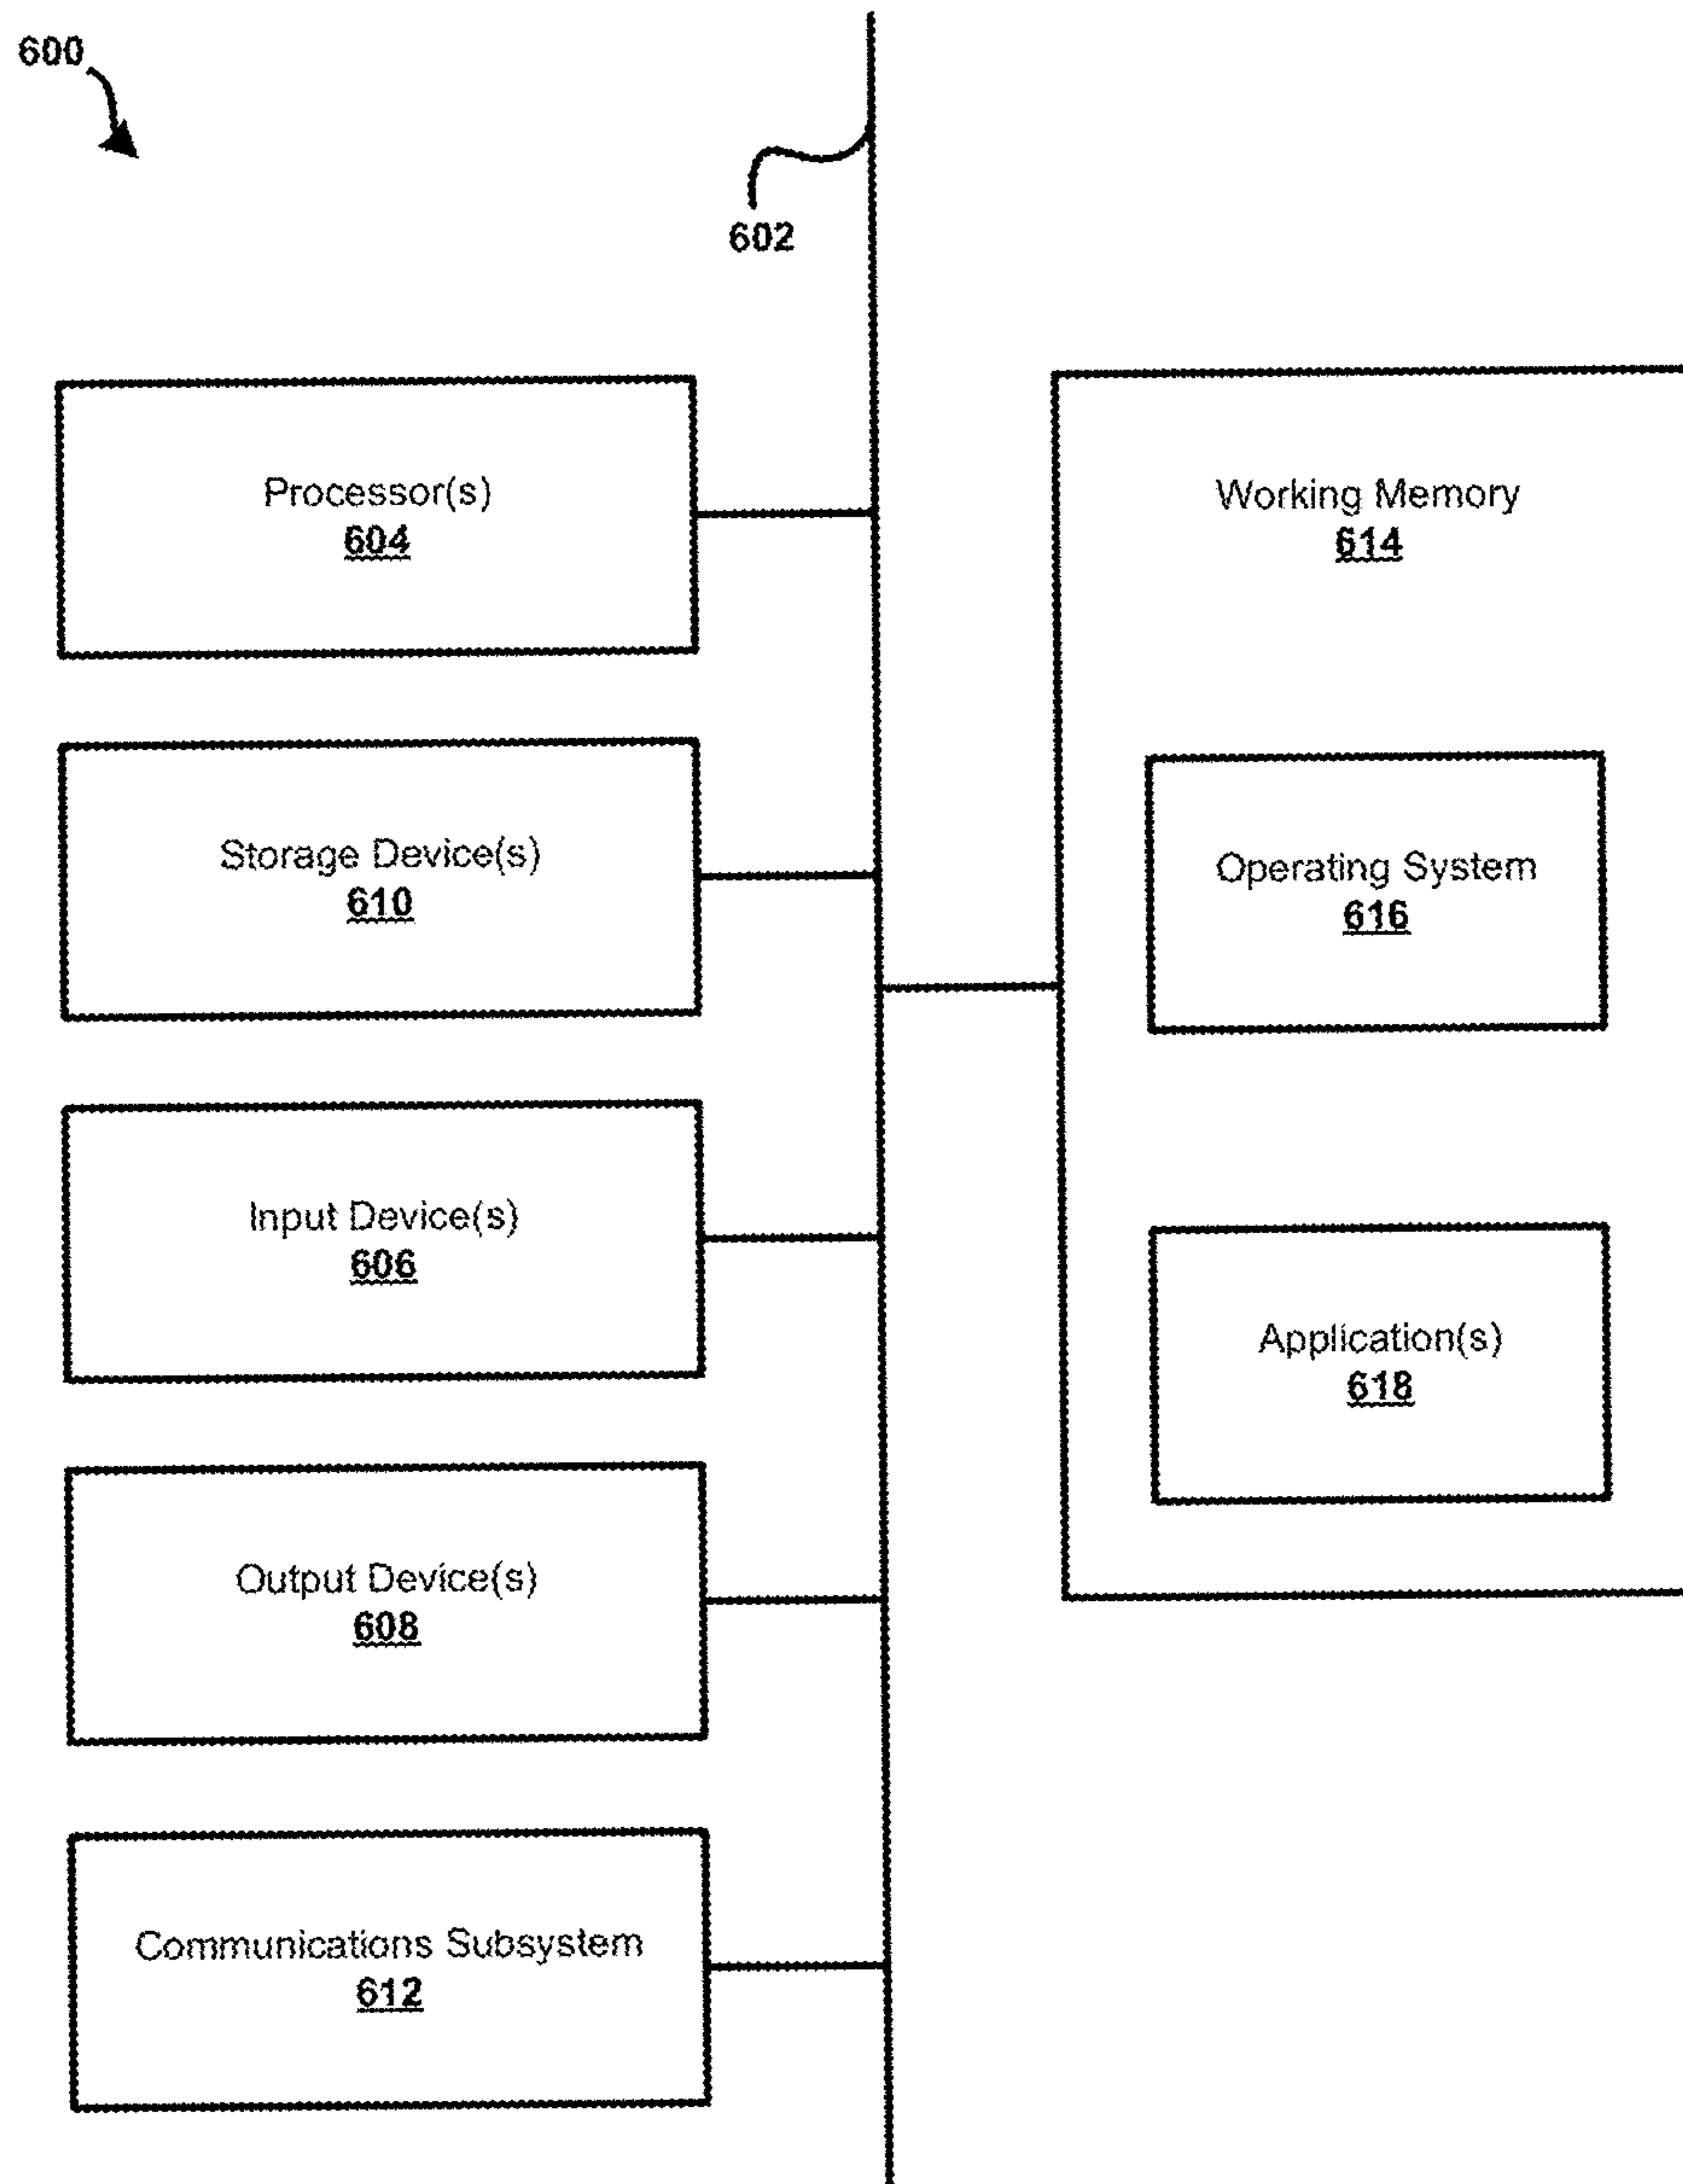 600
602
Processor(s)
604
Storage Device(s)
610
Input Device(s)
606
Output Device(s)
608
Communications Subsystem
612
Working Memory
614
Operating System
616
Application(s)
618